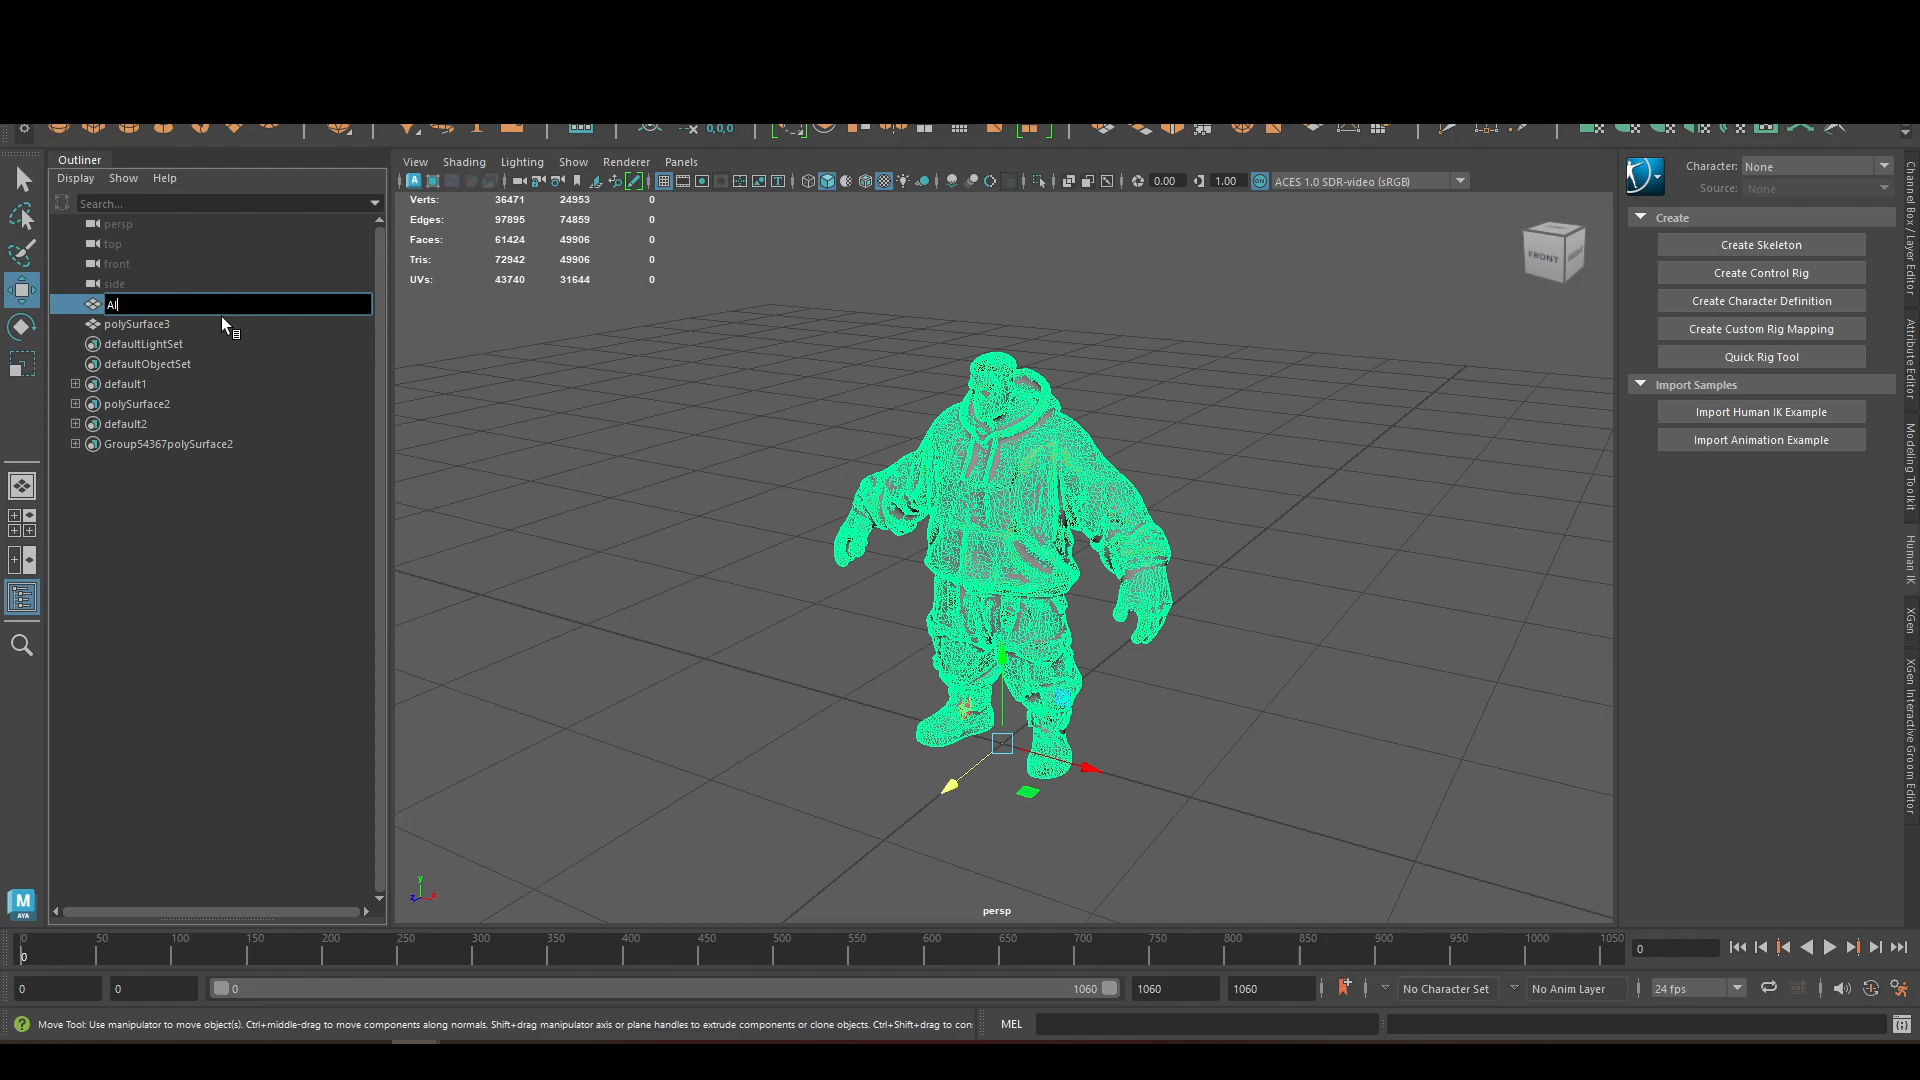 0,0,0
Outliner
Display Show Help
Search...
persp
top
front
side
AI
polySurface3
defaultLightSet
defaultObjectSet
default1
polySurface2
default2
Group54367polySurface2
View Shading Lighting Show Renderer Panels
0.00 1.00 ON ACES 1.0 SDR-video (sRGB)
Verts: 36471 24953 0
Edges: 97895 74859 0
Faces: 61424 49906 0
Tris: 72942 49906 0
UVs: 43740 31644 0
FRONT
y
z x
persp
Character: None
Source: None
Create
Create Skeleton
Create Control Rig
Create Character Definition
Create Custom Rig Mapping
Quick Rig Tool
Import Samples
Import Human IK Example
Import Animation Example
Channel Box / Layer Editor
Attribute Editor
Modeling Toolkit
Human IK
XGen
XGen Interactive Groom Editor
M
AYA
0 50 100 150 200 250 300 350 400 450 500 550 600 650 700 750 800 850 900 950 1000 1050
0
0
0 0 0 1060 1060 1060 No Character Set No Anim Layer 24 fps
Move Tool: Use manipulator to move object(s). Ctrl+middle-drag to move components along normals. Shift+drag manipulator axis or plane handles to extrude components or clone objects. Ctrl+Shift+drag to con
MEL